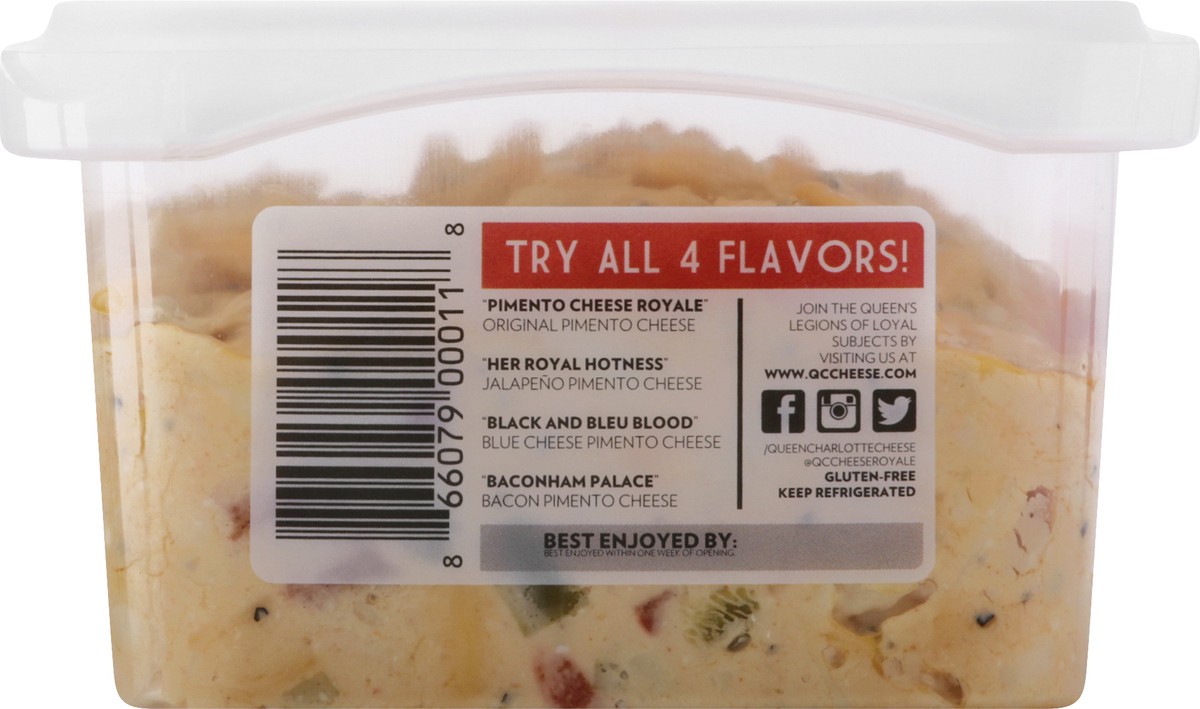 TRY ALL 4 FLAVORS!
"PIMENTO CHEESE ROYALE"
ORIGINAL PIMENTO CHEESE
"HER ROYAL HOTNESS"
JALAPEÑO PIMENTO CHEESE
"BLACK AND BLEU BLOOD"
BLUE CHEESE PIMENTO CHEESE
"BACONHAM PALACE"
BACON PIMENTO CHEESE
JOIN THE QUEEN'S
LEGIONS OF LOYAL
SUBJECTS BY
VISITING US AT
WWW.QCCHEESE.COM
/QUEENCHARLOTTECHEESE
@QCCHEESEROYALE
GLUTEN-FREE
KEEP REFRIGERATED
BEST ENJOYED BY:
BEST ENJOYED WITHIN ONE WEEK OF OPENING.
8 66079 00011 8